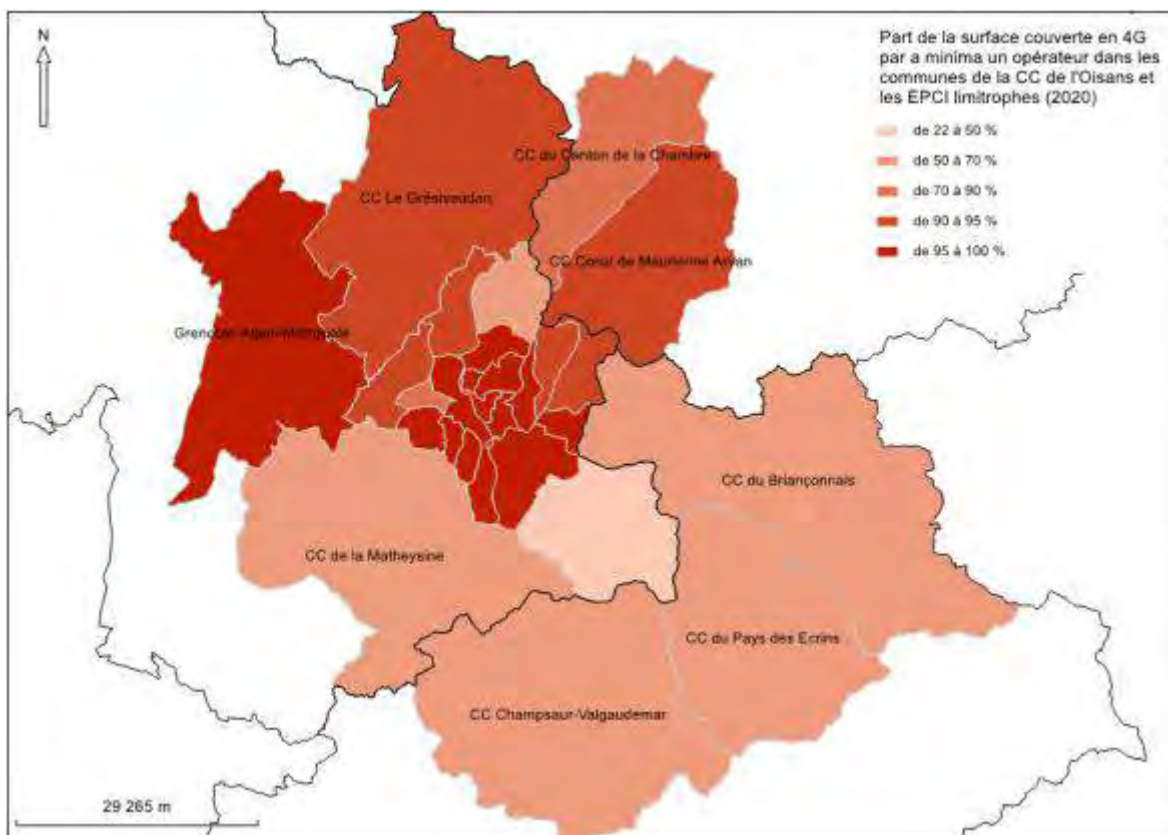 N
Part de la surface couverte en 4G
par a minima un opérateur dans les
communes de la CC de l'Oisans et
les EPCI limitrophes (2020)
de 22 à 50 %
de 50 à 70 %
de 70 à 90 %
de 90 à 95 %
de 95 à 100 %
CC du Canton de la Chambre
CC Le Grésivaudan
CC Coeur de Maurienne Arvan
Grenoble-Alpes-Métropole
CC du Briançonnais
CC de la Matheysine
CC du Pays des Ecrins
CC Champsaur-Valgaudemar
29 265 m